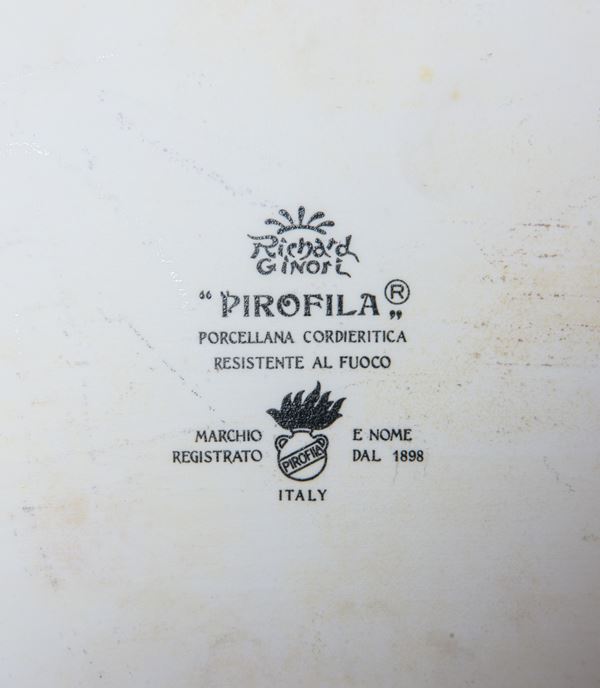 Richard
GINORI
“PIROFILA„®
PORCELLANA CORDIERITICA
RESISTENTE AL FUOCO
MARCHIO E NOME
REGISTRATO DAL 1898
PIROFILA
ITALY